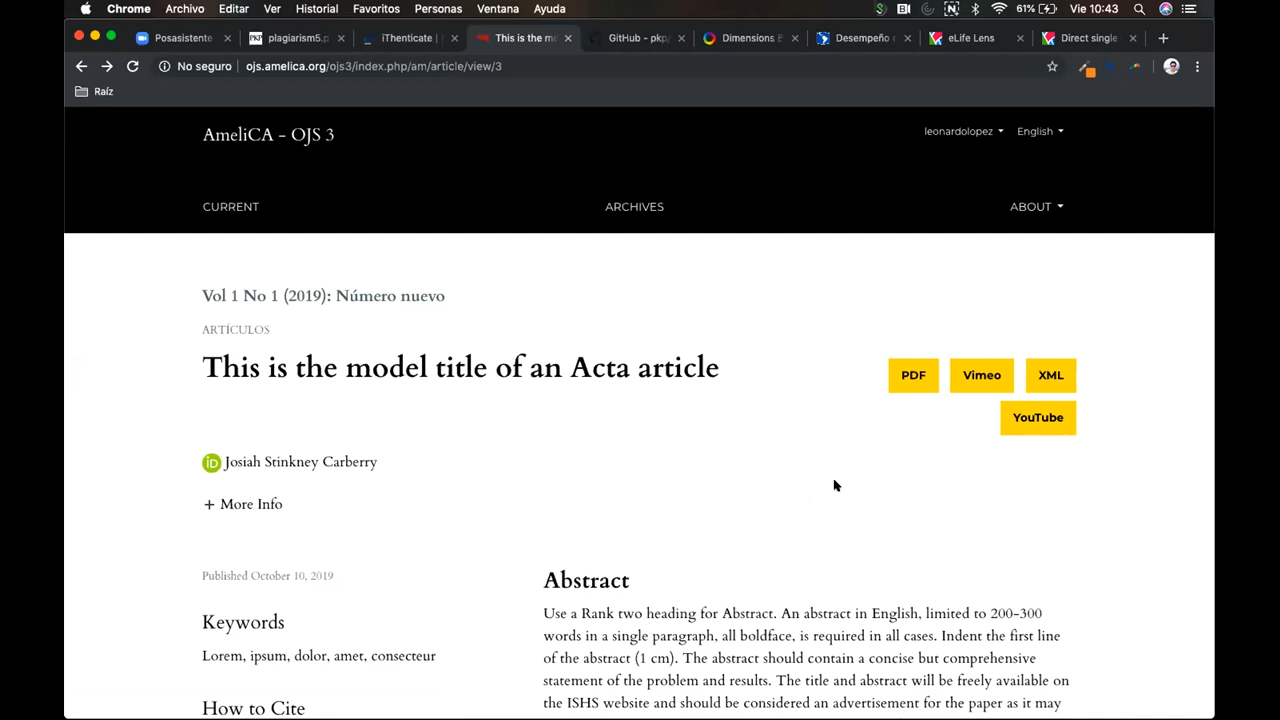 Chrome Archivo Editar Ver Historial Favoritos Personas Ventana Ayuda 61% Vie 10:43
Posasistente plagiarism5.p iThenticate | This is the mo GitHub - pkp/ Dimensions Desempeño eLife Lens Direct single
No seguro ojs.amelica.org/ojs3/index.php/am/article/view/3
Raíz
AmeliCA - OJS 3 leonardolopez English
CURRENT ARCHIVES ABOUT
Vol 1 No 1 (2019): Número nuevo
ARTÍCULOS
This is the model title of an Acta article
PDF Vimeo XML
YouTube
iD Josiah Stinkney Carberry
+ More Info
Published October 10, 2019
Keywords
Lorem, ipsum, dolor, amet, consecteur
How to Cite
Abstract
Use a Rank two heading for Abstract. An abstract in English, limited to 200-300
words in a single paragraph, all boldface, is required in all cases. Indent the first line
of the abstract (1 cm). The abstract should contain a concise but comprehensive
statement of the problem and results. The title and abstract will be freely available on
the ISHS website and should be considered an advertisement for the paper as it may